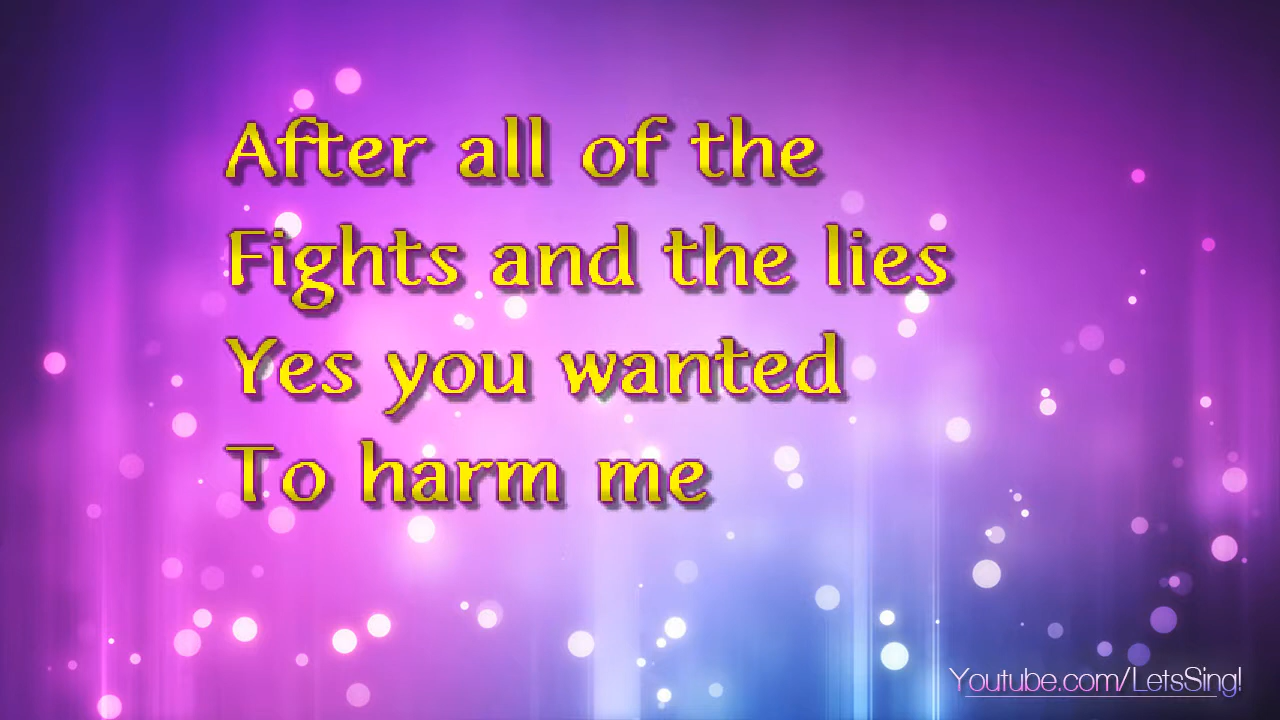 After all of the
Fights and the lies
Yes you wanted
To harm me
Youtube.com/LetsSing!